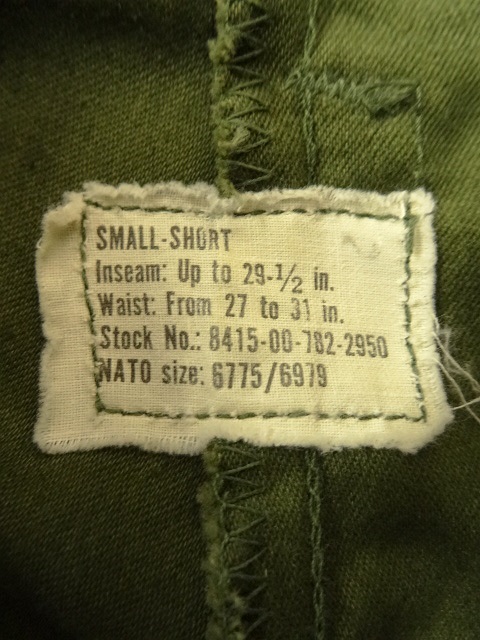 SMALL-SHORT
Inseam: Up to 29-1/2 in.
Waist: From 27 to 31 in.
Stock No.: 8415-00-782-2950
NATO size: 6775/6979